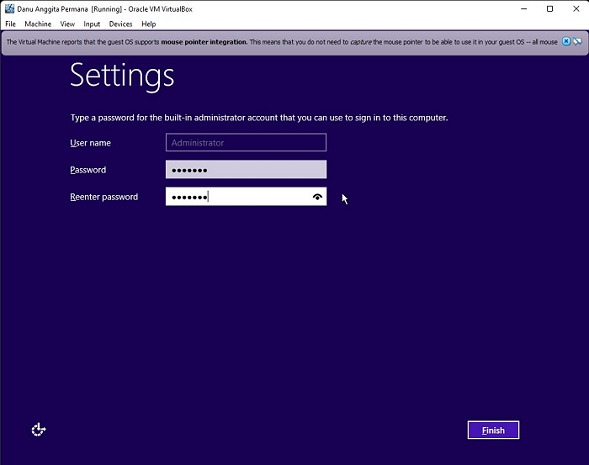 Danu Anggita Permana [Running] - Oracle VM VirtualBox
File Machine View Input Devices Help
The Virtual Machine reports that the guest OS supports mouse pointer integration. This means that you do not need to capture the mouse pointer to be able to use it in your guest OS -- all mouse
Settings
Type a password for the built-in administrator account that you can use to sign in to this computer.
User name Administrator
Password •••••••
Reenter password •••••••
Finish